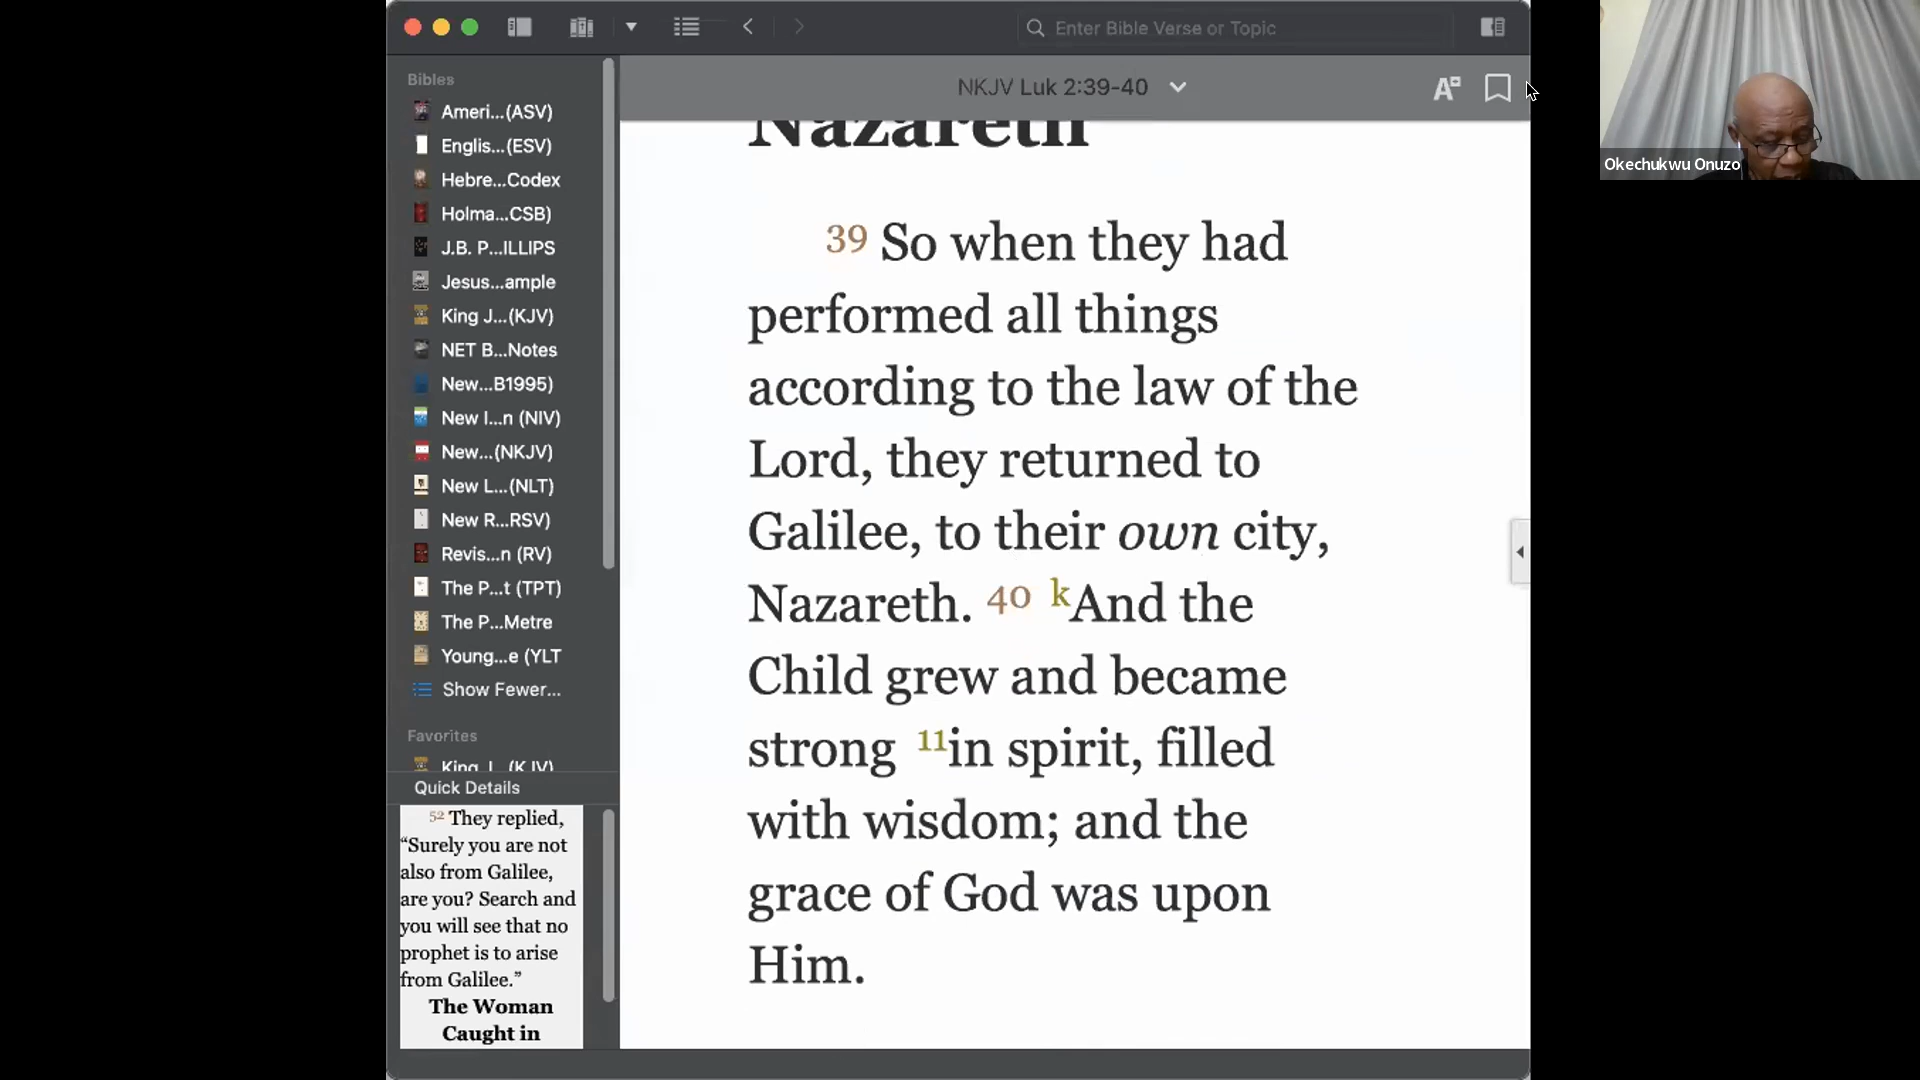 Enter Bible Verse or Topic
Bibles
Ameri...(ASV)
Englis...(ESV)
Hebre...Codex
Holma...CSB)
J.B. P...ILLIPS
Jesus...ample
King J...(KJV)
NET B...Notes
New...B1995)
New I...n (NIV)
New...(NKJV)
New L...(NLT)
New R...RSV)
Revis...n (RV)
The P...t (TPT)
The P...Metre
Young...e (YLT
Show Fewer...
Favorites
King J...(KJV)
Quick Details
52 They replied,
“Surely you are not
also from Galilee,
are you? Search and
you will see that no
prophet is to arise
from Galilee.”
The Woman
Caught in
NKJV Luk 2:39-40
A
Nazareth
39 So when they had
performed all things
according to the law of the
Lord, they returned to
Galilee, to their own city,
Nazareth. 40 kAnd the
Child grew and became
strong 11in spirit, filled
with wisdom; and the
grace of God was upon
Him.
Okechukwu Onuzo